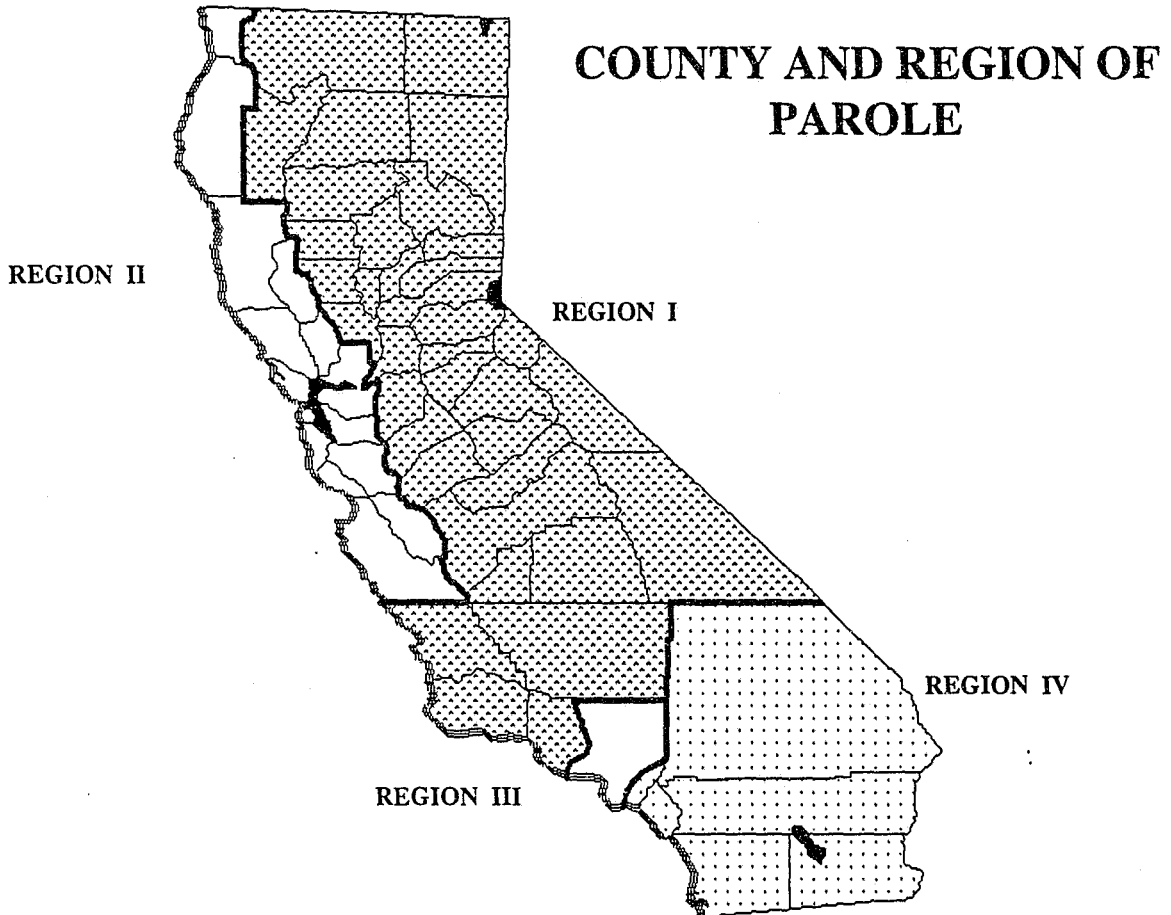 COUNTY AND REGION OF
PAROLE
REGION II
REGION I
REGION IV
REGION III